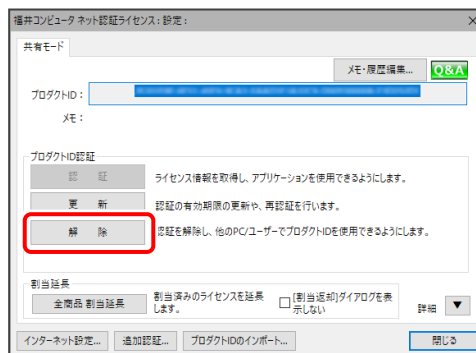 福井コンピュータ ネット認証ライセンス : 設定 :
共有モード
メモ・履歴編集...
Q&A
プロダクトID :
メモ :
プロダクトID認証
認 証
ライセンス情報を取得し、アプリケーションを使用できるようにします。
更 新
認証の有効期限の更新や、再認証を行います。
解 除
認証を解除し、他のPC/ユーザーでプロダクトIDを使用できるようにします。
割当延長
全商品 割当延長
割当済みのライセンスを延長
します。
[割当返却]ダイアログを表
示しない
詳細 ▼
インターネット設定...
追加認証...
プロダクトIDのインポート...
閉じる